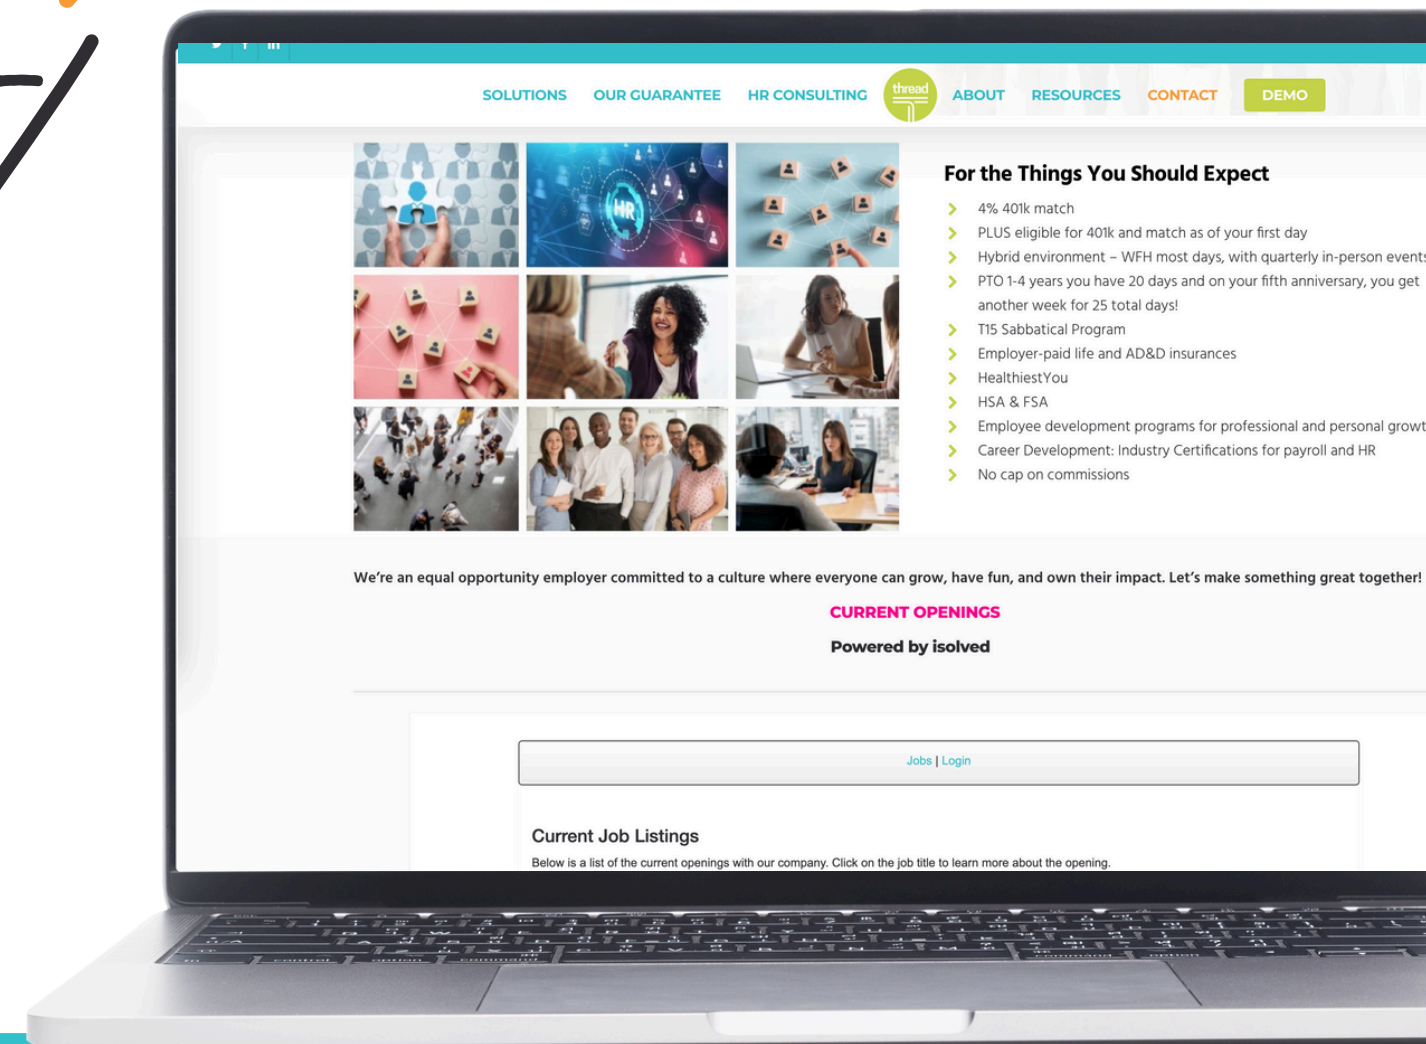 SOLUTIONS OUR GUARANTEE HR CONSULTING thread ABOUT RESOURCES CONTACT DEMO
HR
For the Things You Should Expect
4% 401k match
PLUS eligible for 401k and match as of your first day
Hybrid environment – WFH most days, with quarterly in-person events
PTO 1-4 years you have 20 days and on your fifth anniversary, you get
another week for 25 total days!
T15 Sabbatical Program
Employer-paid life and AD&D insurances
HealthiestYou
HSA & FSA
Employee development programs for professional and personal growt
Career Development: Industry Certifications for payroll and HR
No cap on commissions
We're an equal opportunity employer committed to a culture where everyone can grow, have fun, and own their impact. Let's make something great together!
CURRENT OPENINGS
Powered by isolved
Jobs | Login
Current Job Listings
Below is a list of the current openings with our company. Click on the job title to learn more about the opening.
control option command command option